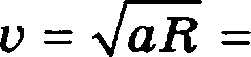 υ = √aR =